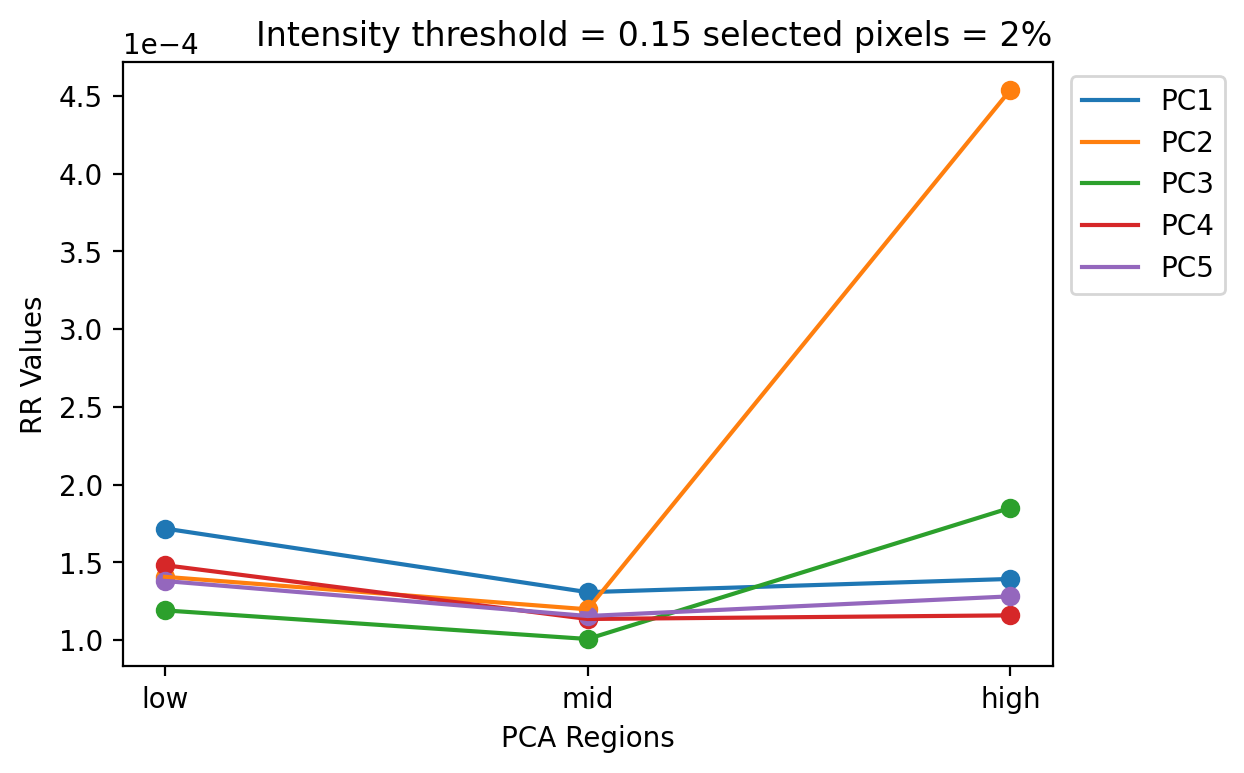 Intensity threshold = 0.15 selected pixels = 2%
1e−4
4.5
4.0
3.5
3.0
2.5
2.0
1.5
1.0
RR Values
low
mid
high
PCA Regions
PC1
PC2
PC3
PC4
PC5